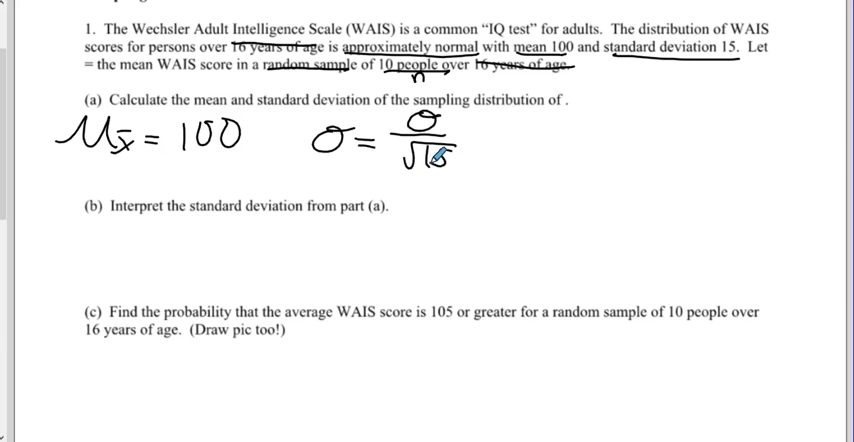 1. The Wechsler Adult Intelligence Scale (WAIS) is a common “IQ test” for adults. The distribution of WAIS
scores for persons over 16 years of age is approximately normal with mean 100 and standard deviation 15. Let
= the mean WAIS score in a random sample of 10 people over 16 years of age.
n
(a) Calculate the mean and standard deviation of the sampling distribution of .
μx̄ = 100 σ = σ/√15
(b) Interpret the standard deviation from part (a).
(c) Find the probability that the average WAIS score is 105 or greater for a random sample of 10 people over
16 years of age. (Draw pic too!)